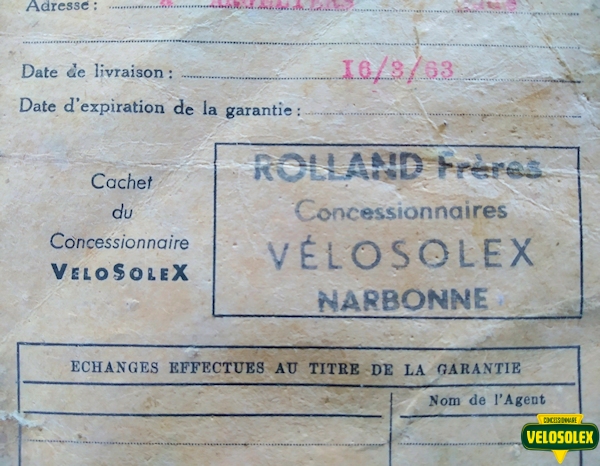 Adresse :
Date de livraison : 16/3/63
Date d'expiration de la garantie :
Cachet
du
Concessionnaire
VELOSOLEX
ROLLAND Frères
Concessionnaires
VÉLOSOLEX
NARBONNE
ECHANGES EFFECTUES AU TITRE DE LA GARANTIE
Nom de l'Agent
CONCESSIONNAIRE
VELOSOLEX